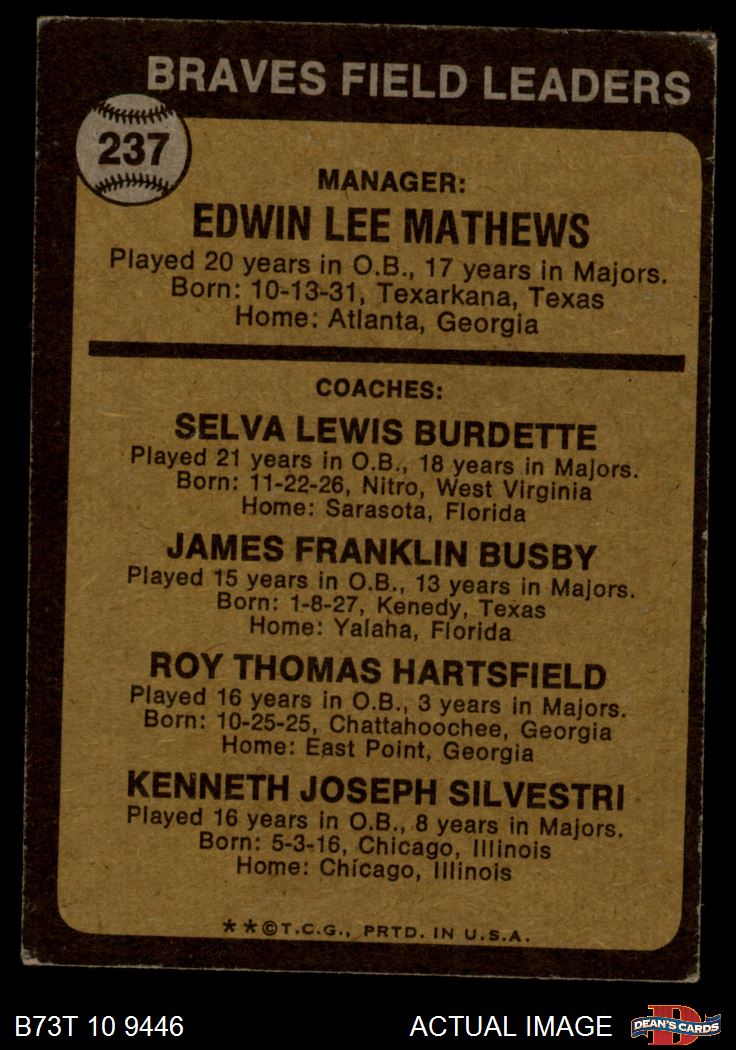 BRAVES FIELD LEADERS
237
MANAGER:
EDWIN LEE MATHEWS
Played 20 years in O.B., 17 years in Majors.
Born: 10-13-31, Texarkana, Texas
Home: Atlanta, Georgia
COACHES:
SELVA LEWIS BURDETTE
Played 21 years in O.B., 18 years in Majors.
Born: 11-22-26, Nitro, West Virginia
Home: Sarasota, Florida
JAMES FRANKLIN BUSBY
Played 15 years in O.B., 13 years in Majors.
Born: 1-8-27, Kenedy, Texas
Home: Yalaha, Florida
ROY THOMAS HARTSFIELD
Played 16 years in O.B., 3 years in Majors.
Born: 10-25-25, Chattahoochee, Georgia
Home: East Point, Georgia
KENNETH JOSEPH SILVESTRI
Played 16 years in O.B., 8 years in Majors.
Born: 5-3-16, Chicago, Illinois
Home: Chicago, Illinois
**©T.C.G., PRTD. IN U.S.A.
B73T 10 9446 ACTUAL IMAGE D DEAN'S CARDS